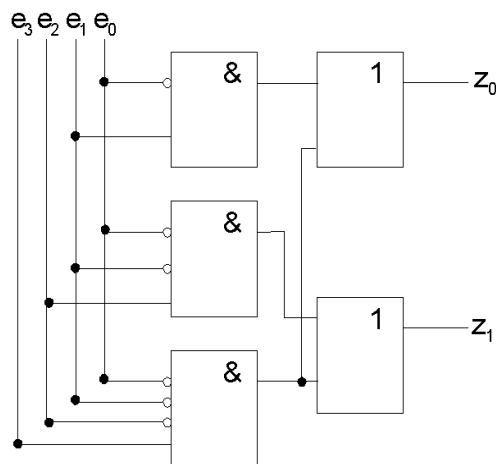 e₃ e₂ e₁ e₀
& 1 z₀
&
1 z₁
&